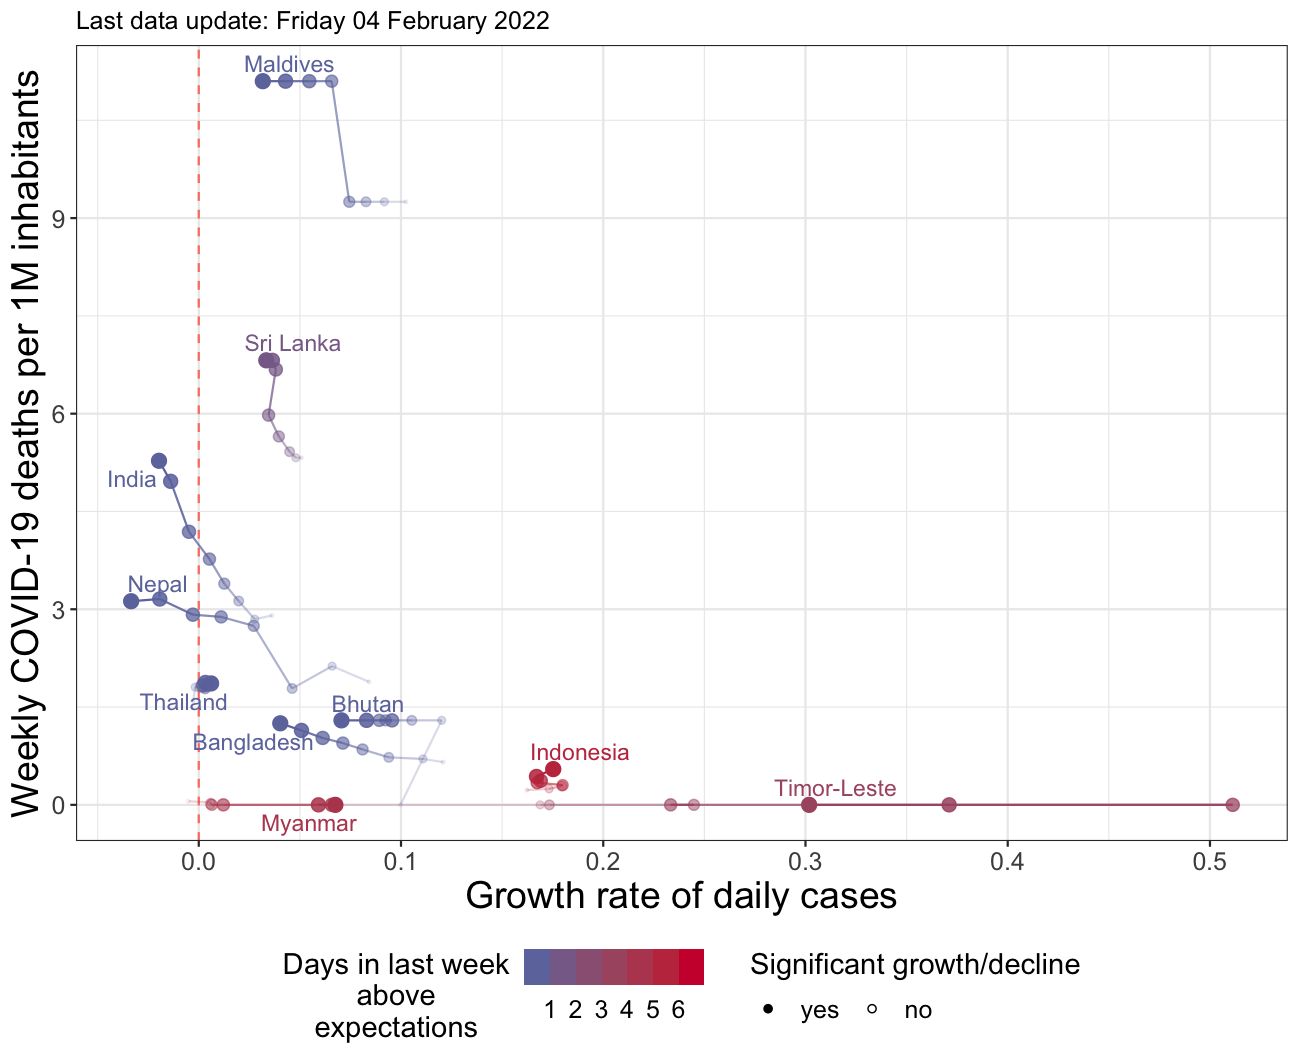 Last data update: Friday 04 February 2022
Weekly COVID-19 deaths per 1M inhabitants
9
6
3
0
Maldives
Sri Lanka
India
Nepal
Thailand
Bhutan
Bangladesh
Indonesia
Timor-Leste
Myanmar
0.0 0.1 0.2 0.3 0.4 0.5
Growth rate of daily cases
Days in last week
above
expectations
1 2 3 4 5 6
Significant growth/decline
yes no